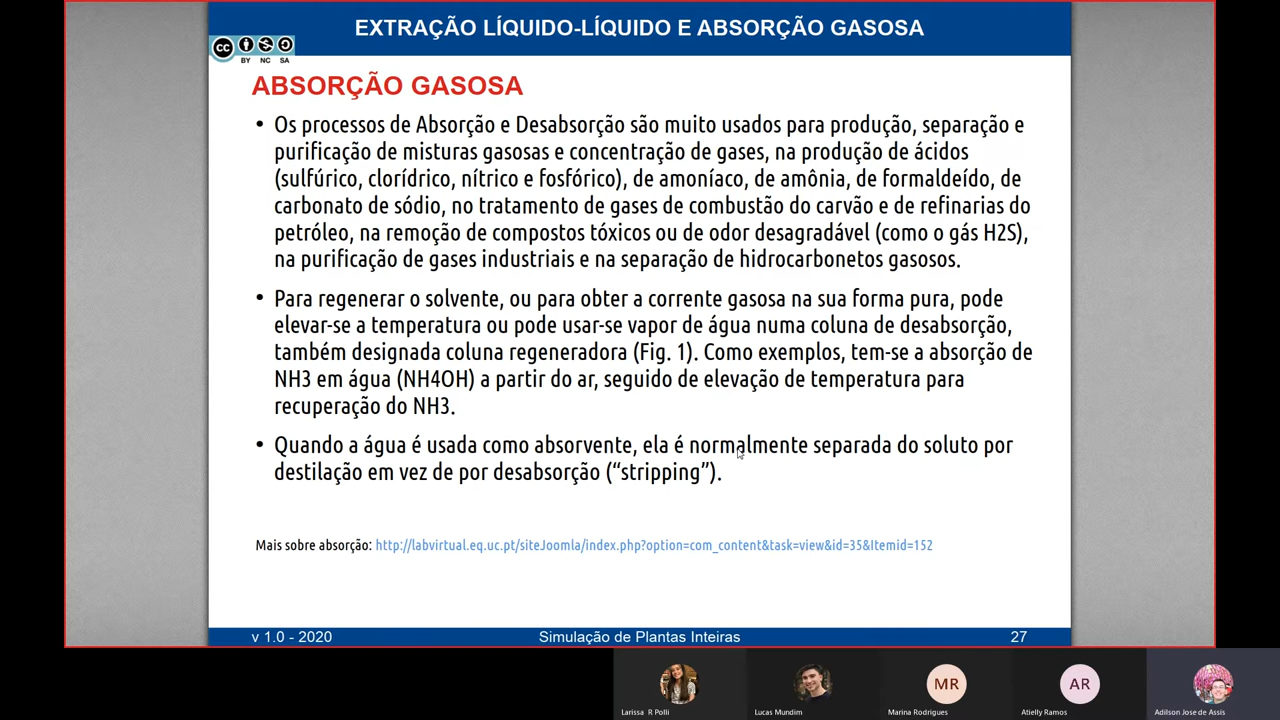 EXTRAÇÃO LÍQUIDO-LÍQUIDO E ABSORÇÃO GASOSA
cc
BY NC SA
ABSORÇÃO GASOSA
• Os processos de Absorção e Desabsorção são muito usados para produção, separação e
purificação de misturas gasosas e concentração de gases, na produção de ácidos
(sulfúrico, clorídrico, nítrico e fosfórico), de amoníaco, de amônia, de formaldeído, de
carbonato de sódio, no tratamento de gases de combustão do carvão e de refinarias do
petróleo, na remoção de compostos tóxicos ou de odor desagradável (como o gás H2S),
na purificação de gases industriais e na separação de hidrocarbonetos gasosos.
• Para regenerar o solvente, ou para obter a corrente gasosa na sua forma pura, pode
elevar-se a temperatura ou pode usar-se vapor de água numa coluna de desabsorção,
também designada coluna regeneradora (Fig. 1). Como exemplos, tem-se a absorção de
NH3 em água (NH4OH) a partir do ar, seguido de elevação de temperatura para
recuperação do NH3.
• Quando a água é usada como absorvente, ela é normalmente separada do soluto por
destilação em vez de por desabsorção (“stripping”).
Mais sobre absorção: http://labvirtual.eq.uc.pt/siteJoomla/index.php?option=com_content&task=view&id=35&Itemid=152
v 1.0 - 2020 Simulação de Plantas Inteiras 27
MR AR
Larissa R Polli Lucas Mundim Marina Rodrigues Atielly Ramos Adilson Jose de Assis